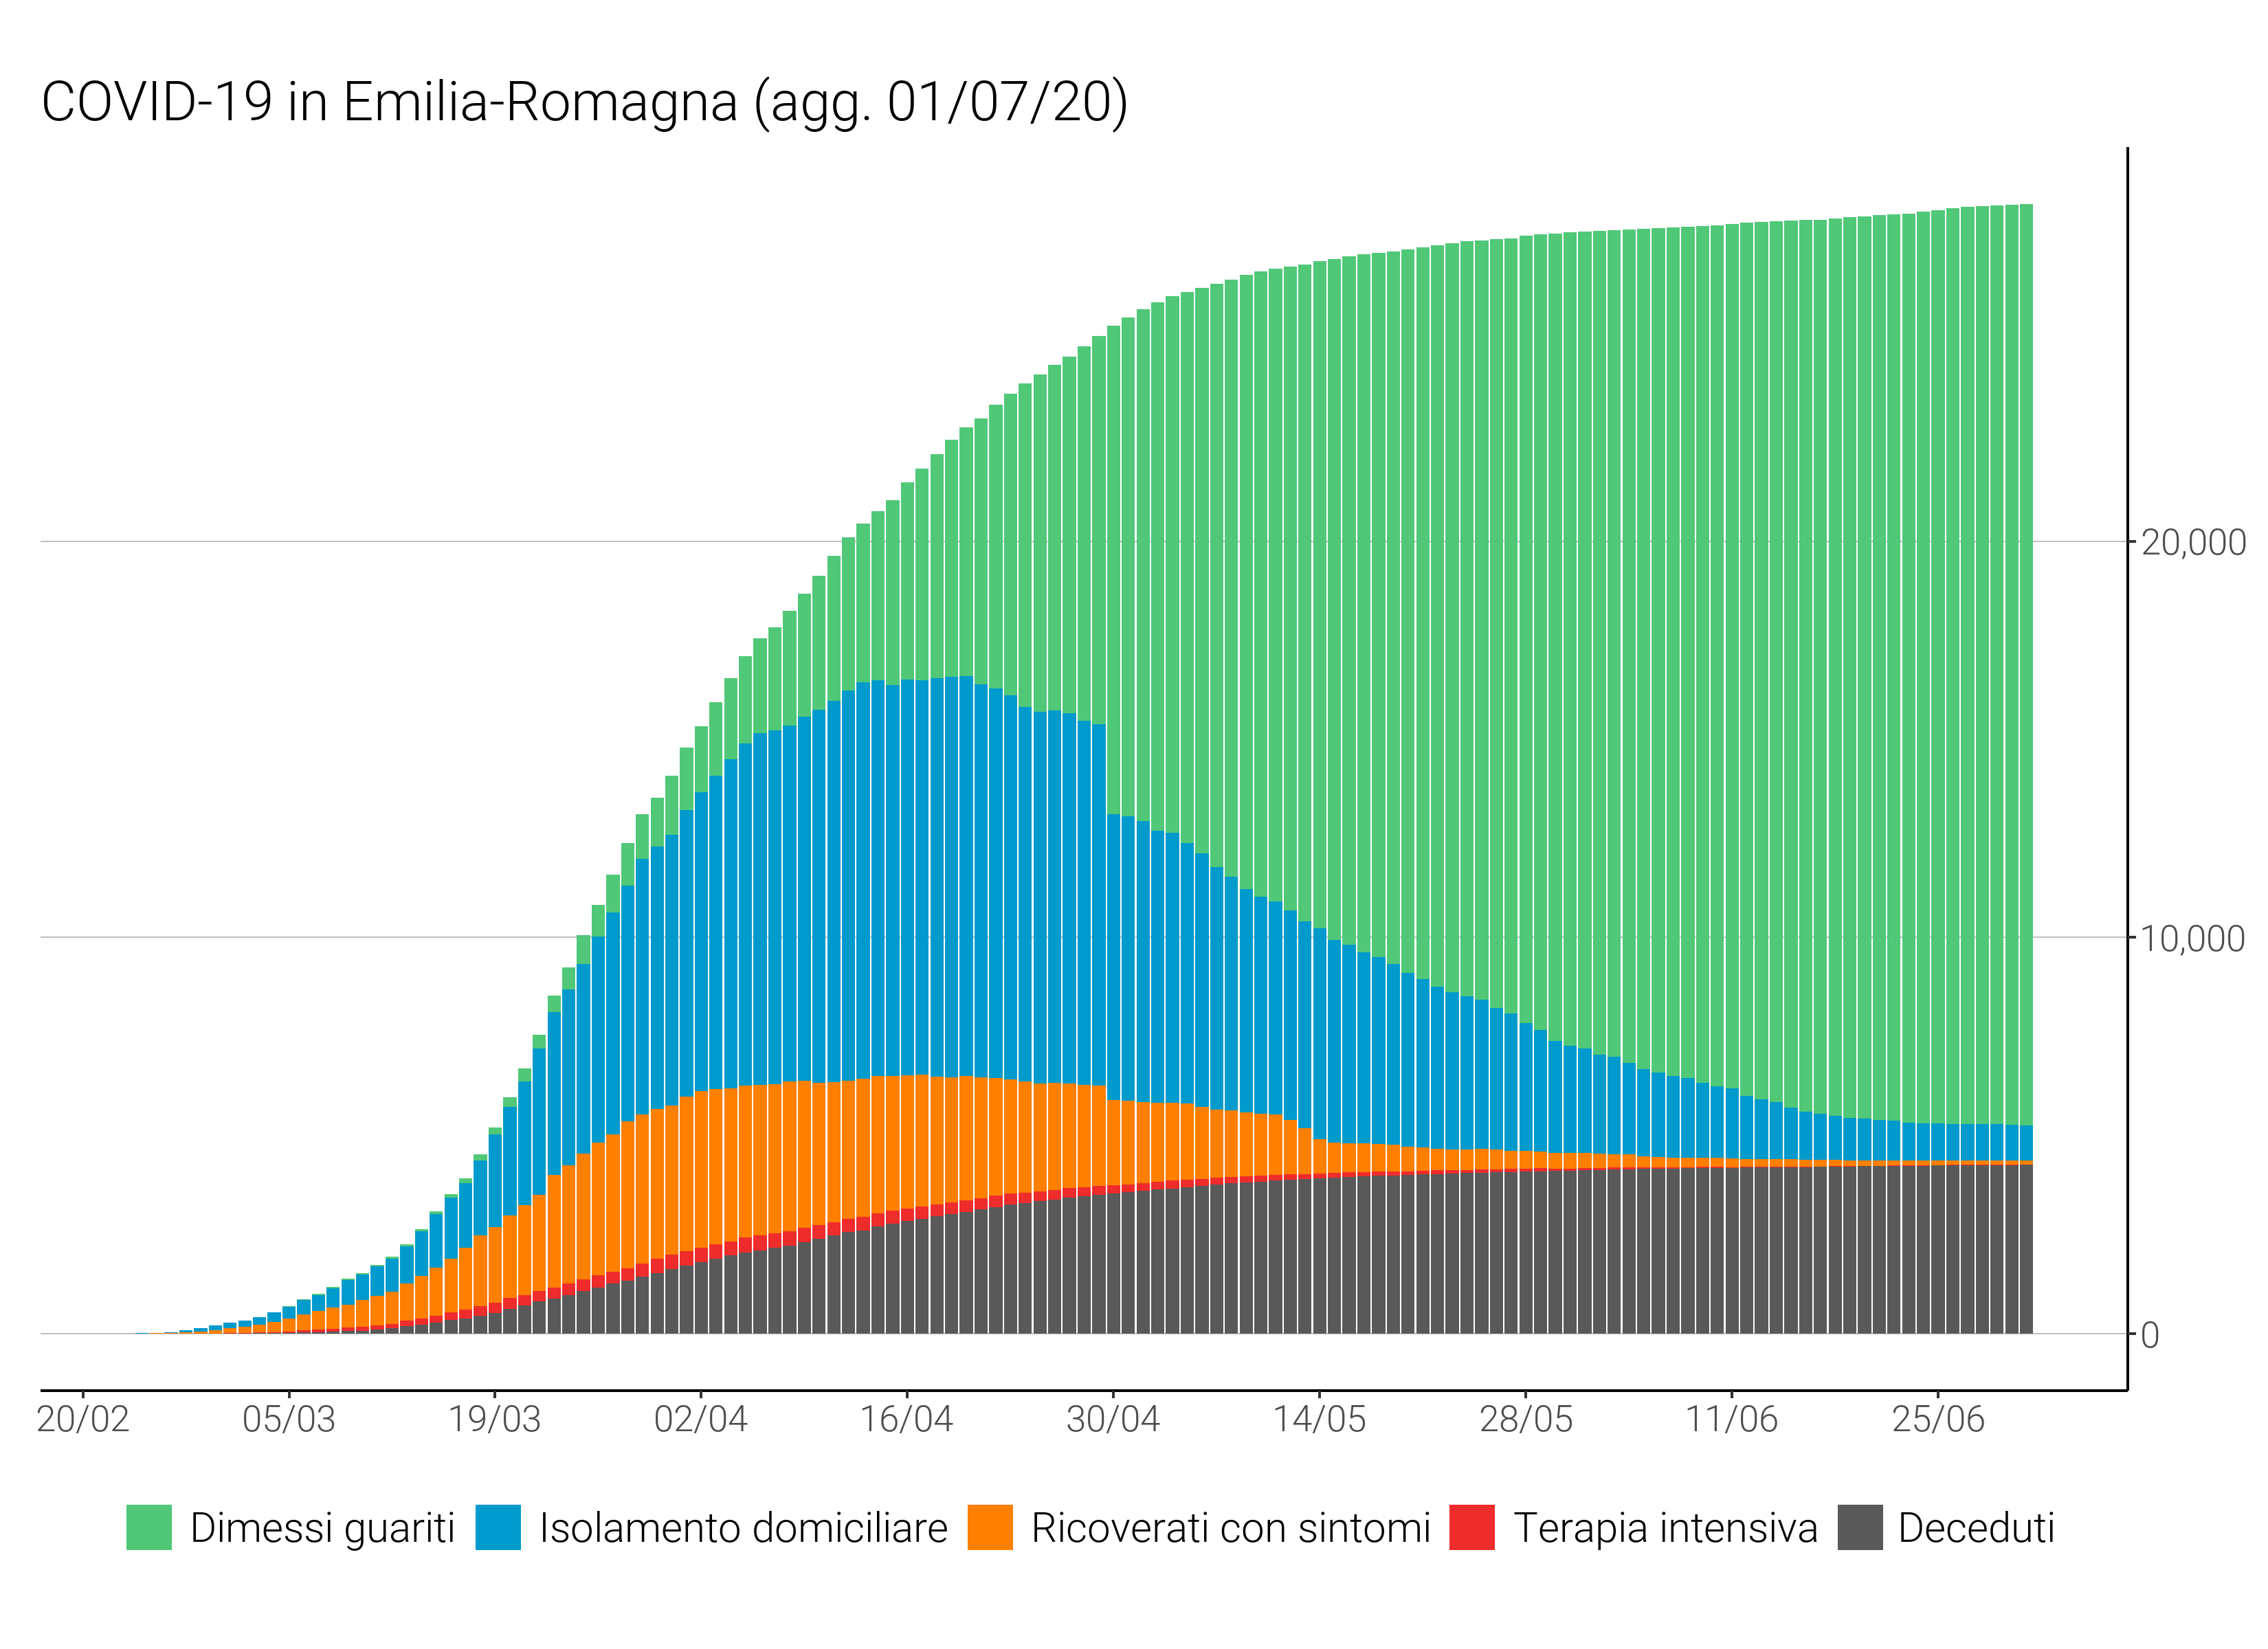 COVID-19 in Emilia-Romagna (agg. 01/07/20)
20,000
10,000
0
20/02 05/03 19/03 02/04 16/04 30/04 14/05 28/05 11/06 25/06
Dimessi guariti Isolamento domiciliare Ricoverati con sintomi Terapia intensiva Deceduti